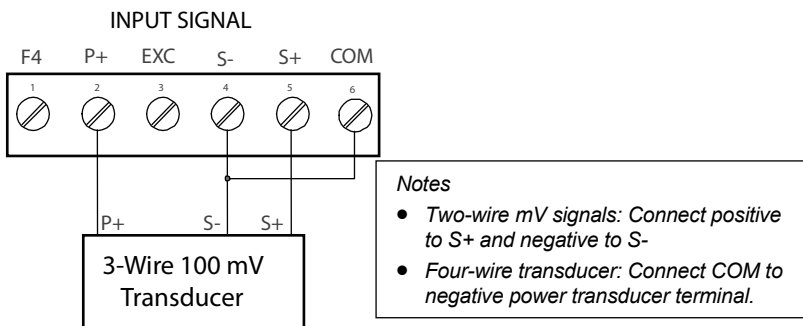 INPUT SIGNAL
F4 P+ EXC S- S+ COM
1 2 3 4 5 6
P+ S- S+
3-Wire 100 mV
Transducer
Notes
● Two-wire mV signals: Connect positive
to S+ and negative to S-
● Four-wire transducer: Connect COM to
negative power transducer terminal.